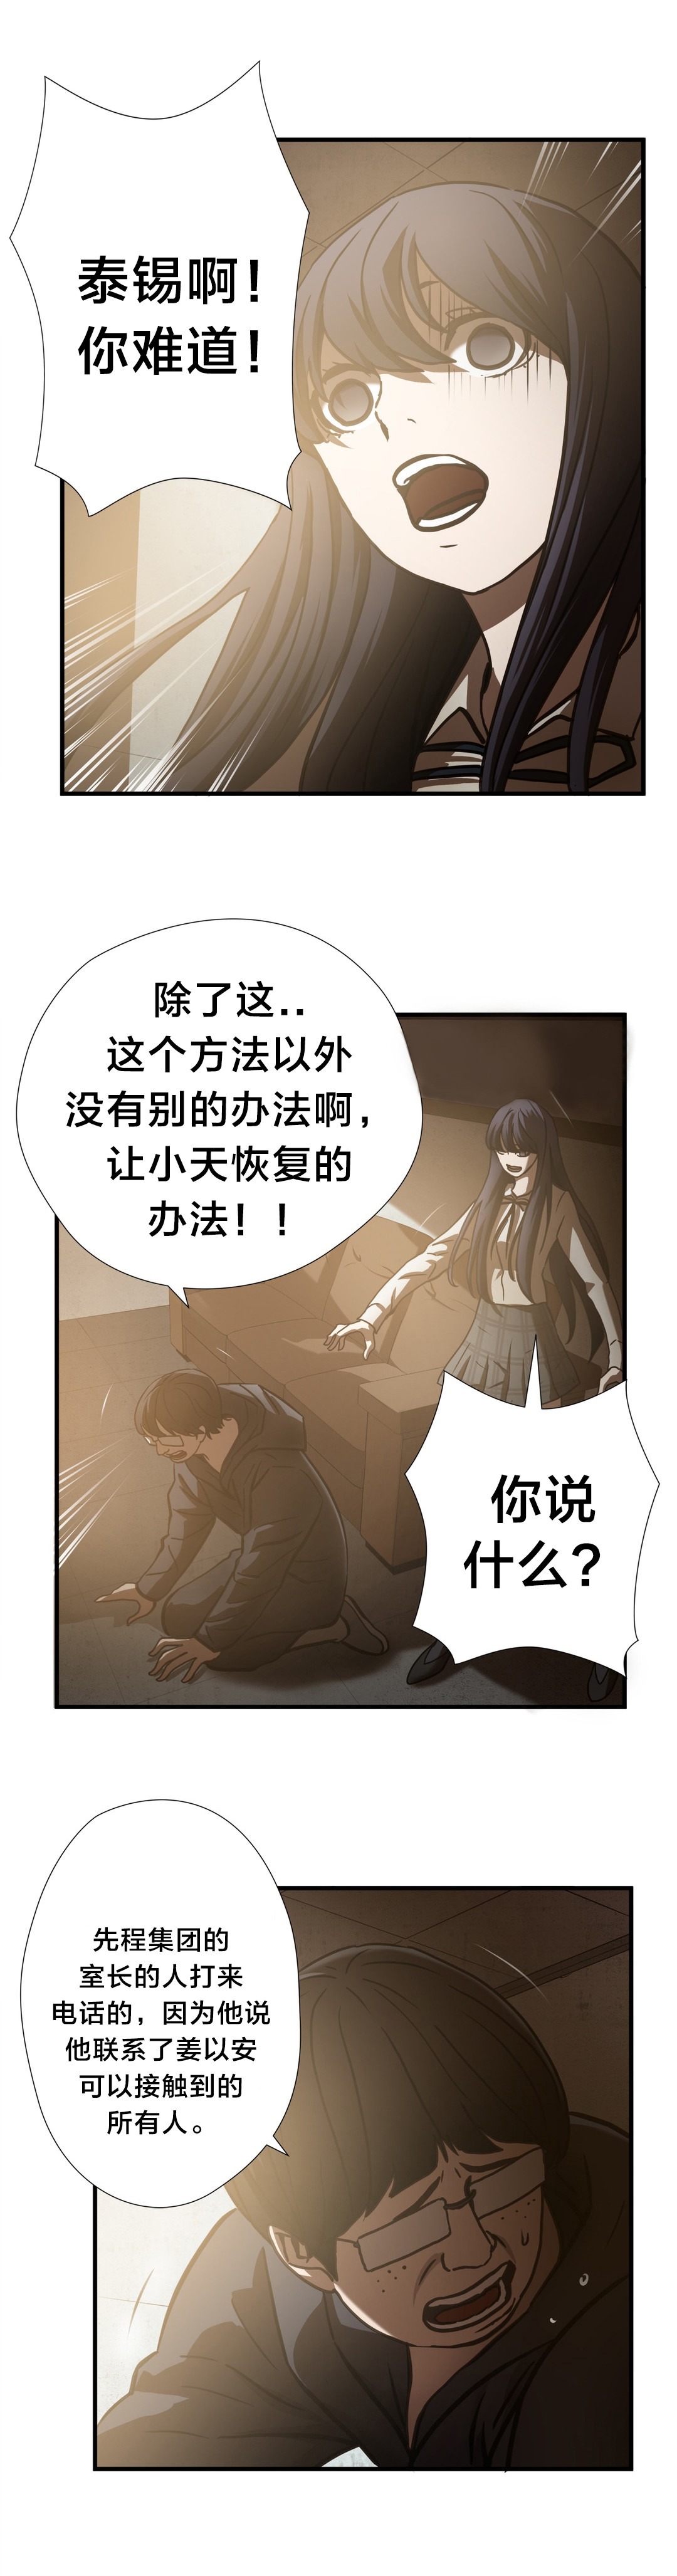 泰锡啊！
你难道！
除了这..
这个方法以外
没有别的办法啊，
让小天恢复的
办法！！
你说
什么？
先程集团的
室长的人打来
电话的，因为他说
他联系了姜以安
可以接触到的
所有人。